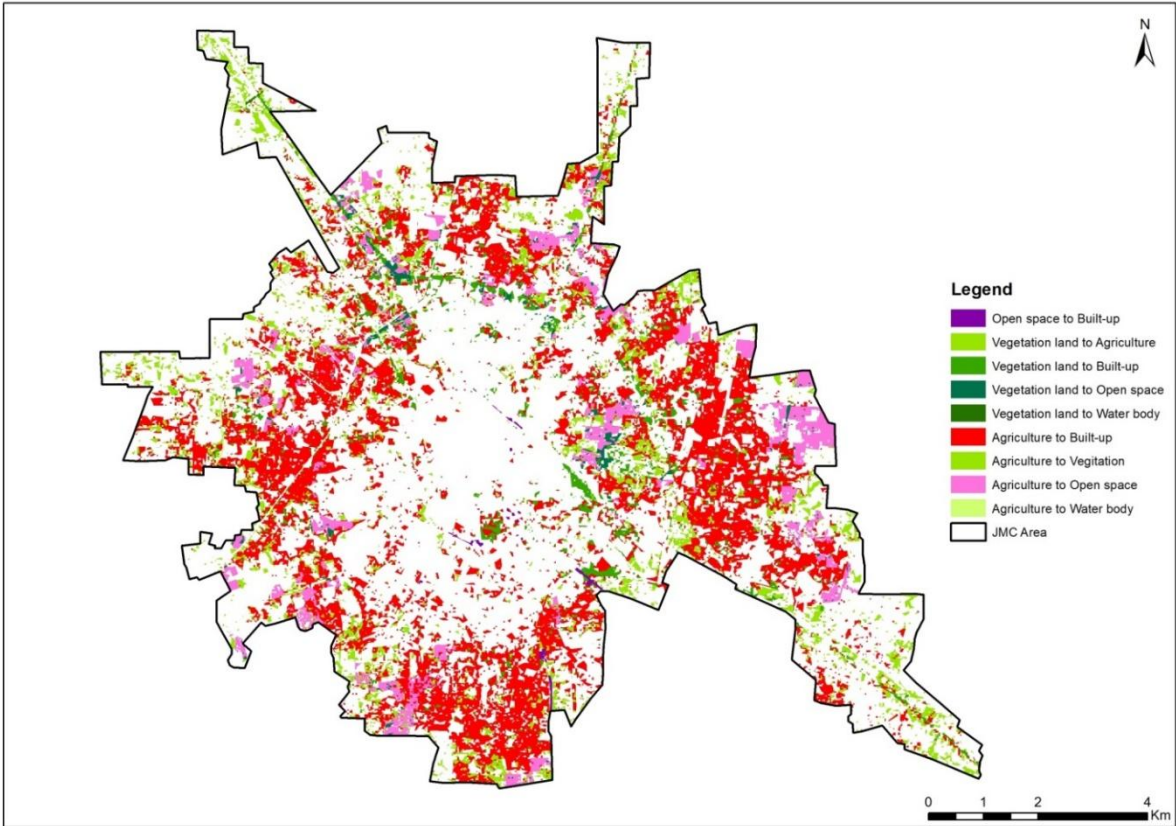 N
Legend
Open space to Built-up
Vegetation land to Agriculture
Vegetation land to Built-up
Vegetation land to Open space
Vegetation land to Water body
Agriculture to Built-up
Agriculture to Vegitation
Agriculture to Open space
Agriculture to Water body
JMC Area
0 1 2 4
Km